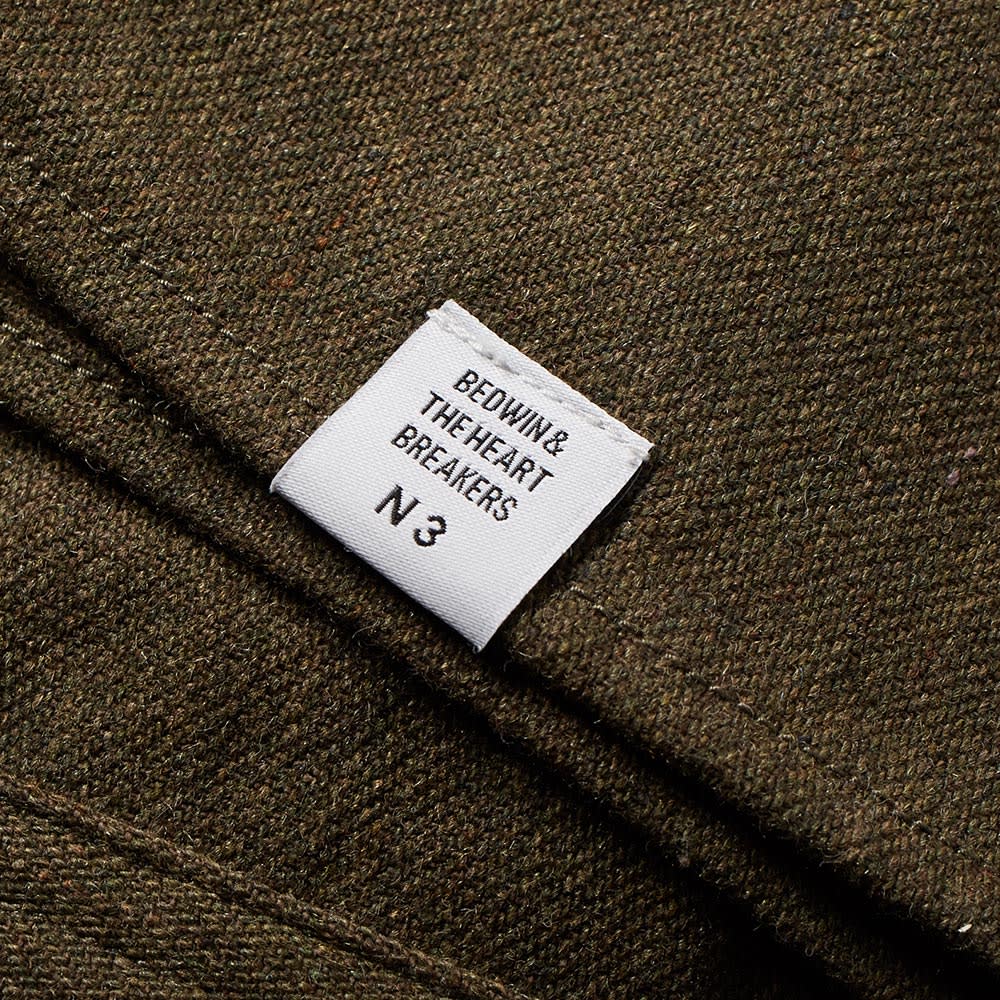 BEDWIN &
THE HEART
BREAKERS
N 3